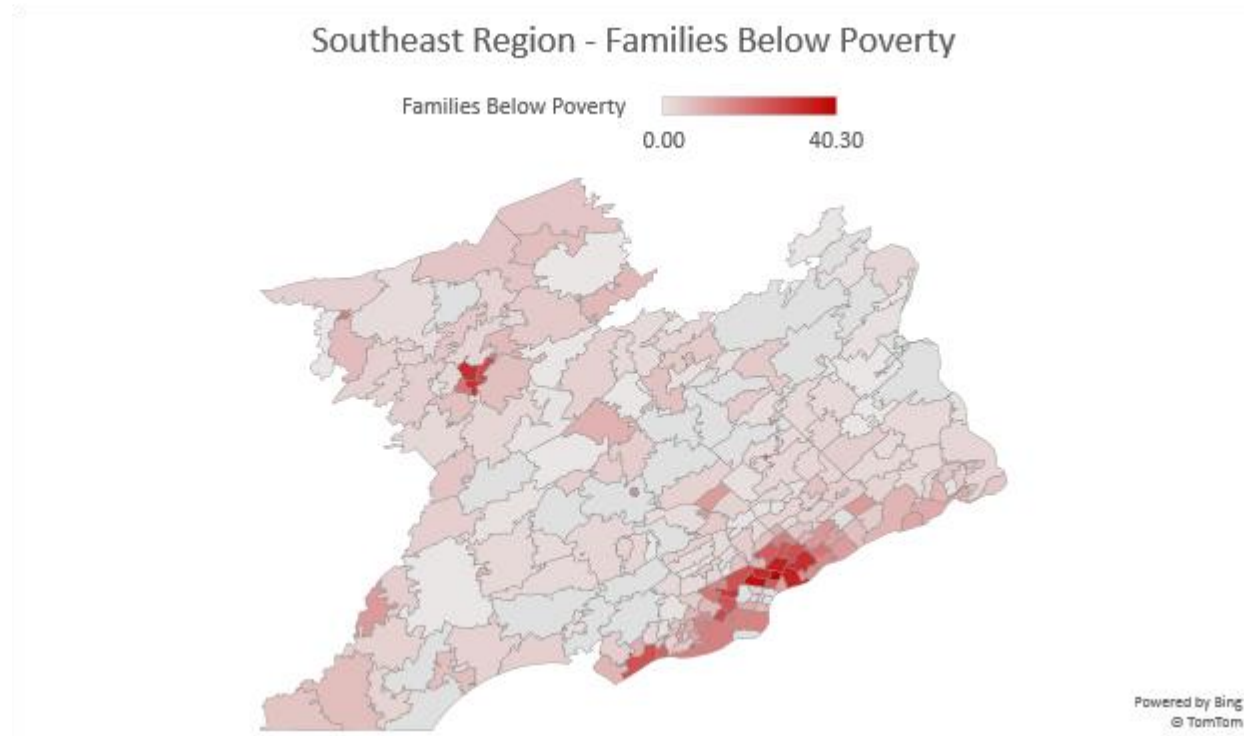 Southeast Region - Families Below Poverty
Families Below Poverty
0.00 40.30
Powered by Bing
© TomTom